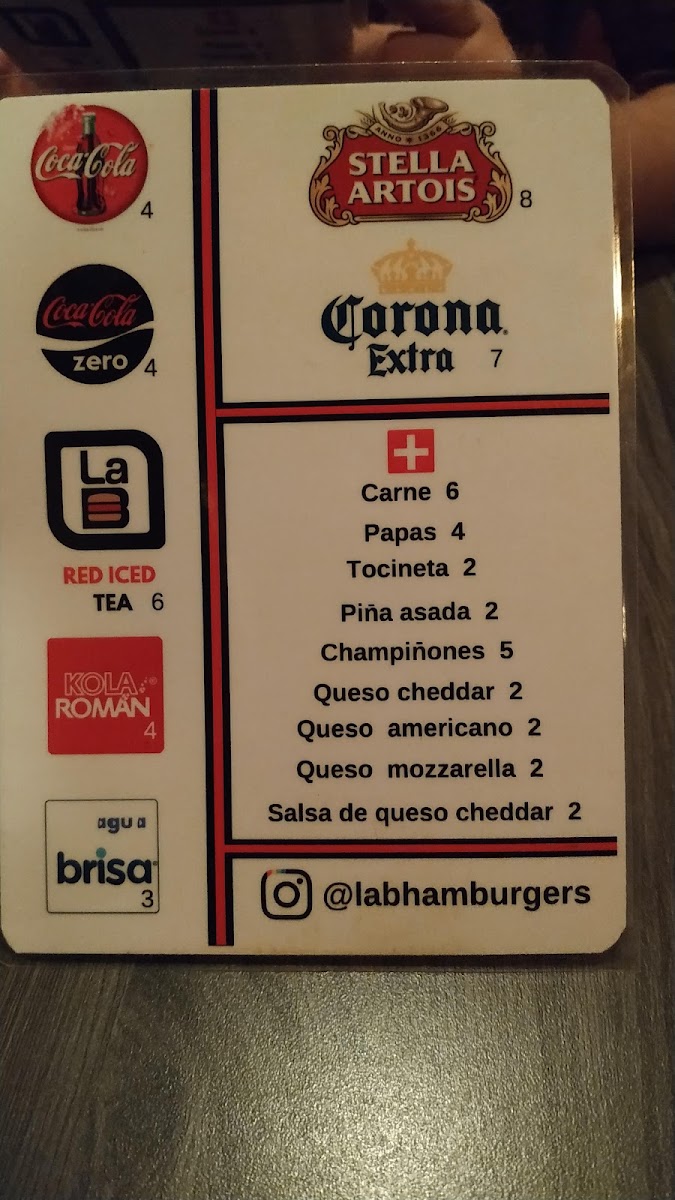 Coca-Cola
4
Coca-Cola
zero 4
La
B
RED ICED
TEA 6
KOLA
ROMÁN
4
agua
brisa
3
ANNO 1366
STELLA
ARTOIS 8
Corona
Extra 7
Carne 6
Papas 4
Tocineta 2
Piña asada 2
Champiñones 5
Queso cheddar 2
Queso americano 2
Queso mozzarella 2
Salsa de queso cheddar 2
@labhamburgers